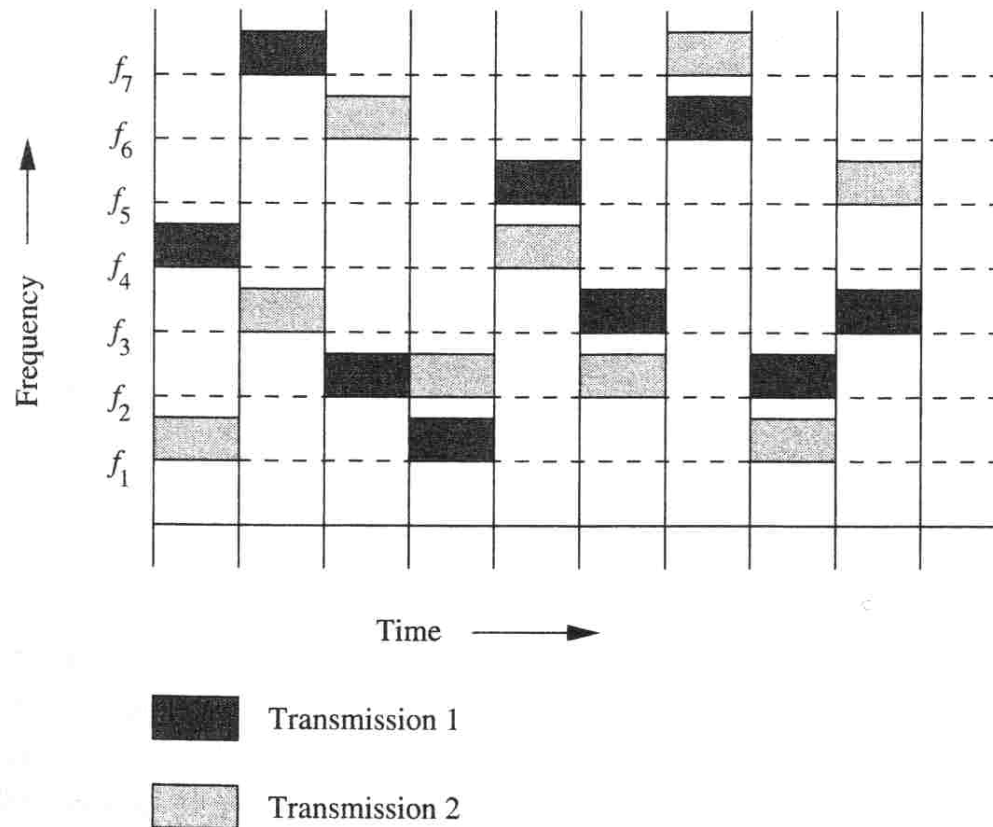 f7
f6
f5
f4
f3
f2
f1
Frequency
Time
Transmission 1
Transmission 2